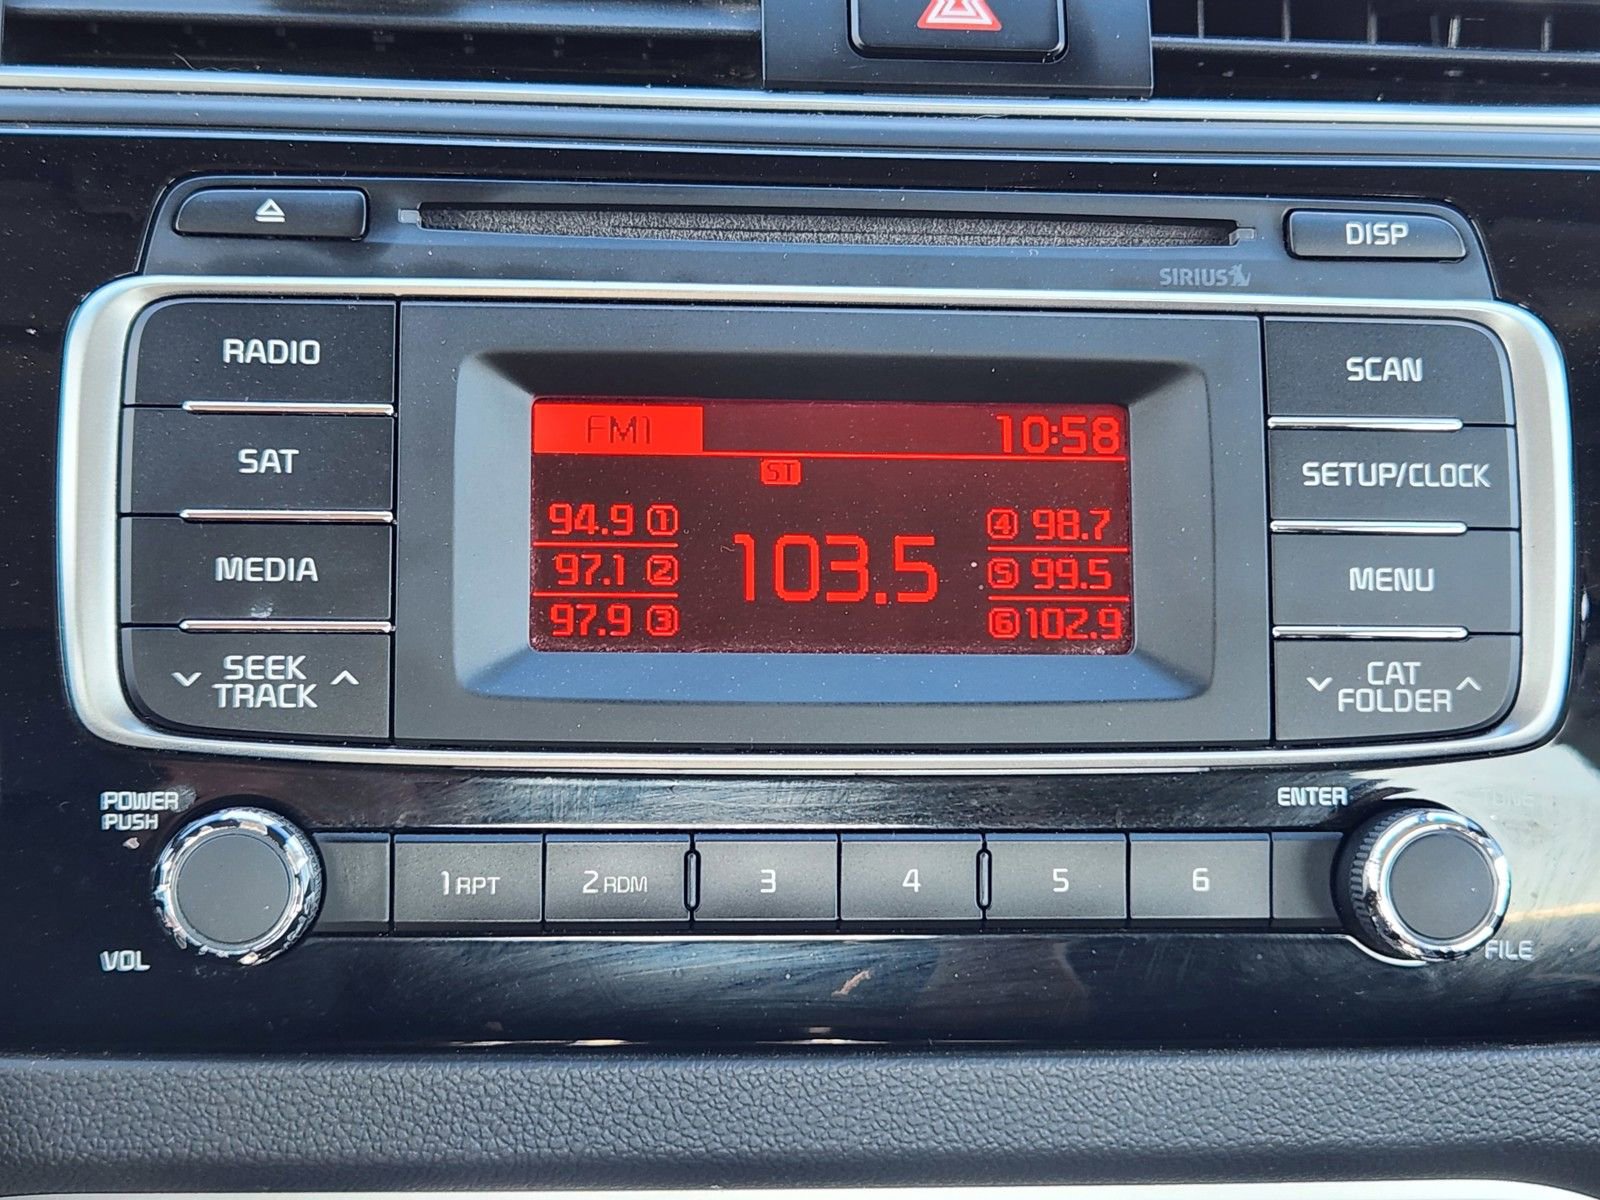 DISP
SIRIUS
RADIO
SAT
MEDIA
SEEK
TRACK
FM1
10:58
ST
94.9 1
97.1 2
97.9 3
103.5
4 98.7
5 99.5
6 102.9
SCAN
SETUP/CLOCK
MENU
CAT
FOLDER
POWER
PUSH
VOL
1 RPT
2 RDM
3
4
5
6
ENTER
TUNE
FILE